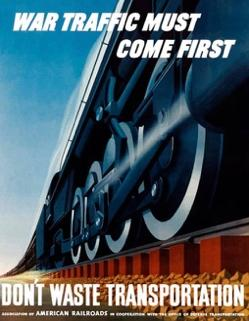 WAR TRAFFIC MUST
COME FIRST
DON'T WASTE TRANSPORTATION
ASSOCIATION OF AMERICAN RAILROADS IN COOPERATION WITH THE OFFICE OF DEFENSE TRANSPORTATION